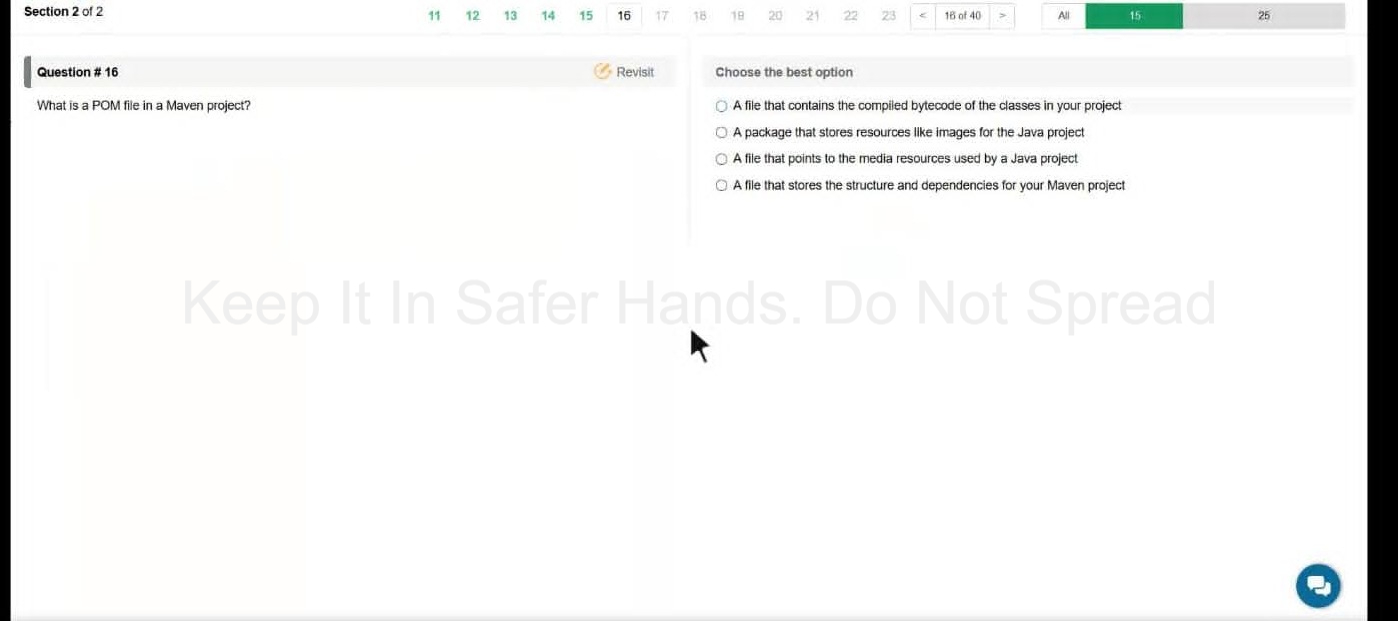 Section 2 of 2
11 12 13 14 15 16 17 18 19 20 21 22 23 < 16 of 40 > All 15 25
Question # 16
Revisit
What is a POM file in a Maven project?
Choose the best option
A file that contains the compiled bytecode of the classes in your project
A package that stores resources like images for the Java project
A file that points to the media resources used by a Java project
A file that stores the structure and dependencies for your Maven project
Keep It In Safer Hands. Do Not Spread